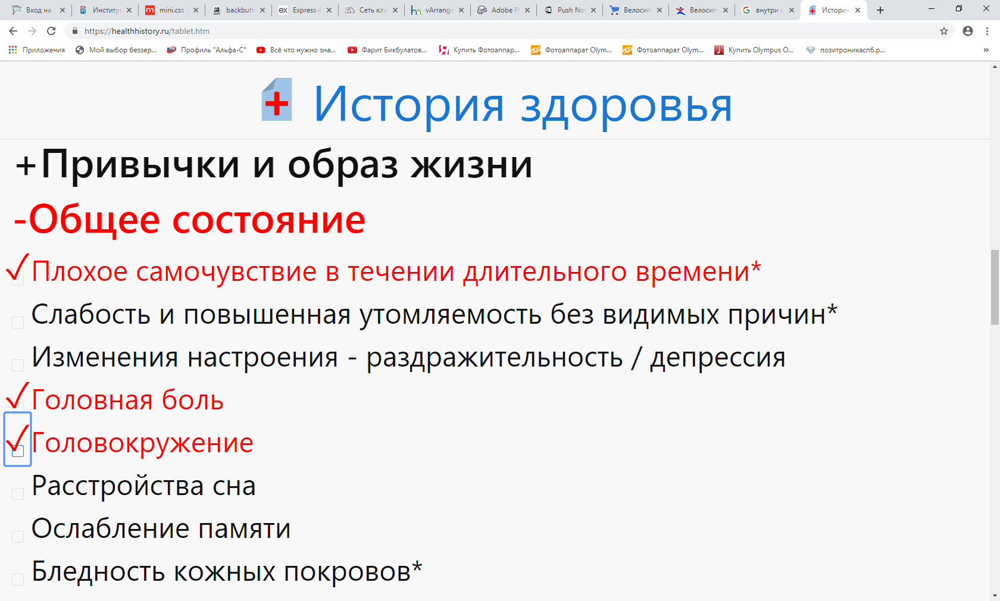 Вход на
Институт
mini.css
backbutt
Express 4
Сеть кли
vArrange
Adobe P
Push No
Велосип
Велосип
внутри с
История
https://healthhistory.ru/tablet.htm
Приложения
Мой выбор беззер...
Профиль "Альфа-С"
Всё что нужно зна...
Фарит Бикбулатов...
Купить Фотоаппар...
Фотоаппарат Olym...
Фотоаппарат Olym...
Купить Olympus O...
позитроникаспб.р...
История здоровья
+Привычки и образ жизни
-Общее состояние
Плохое самочувствие в течении длительного времени*
Слабость и повышенная утомляемость без видимых причин*
Изменения настроения - раздражительность / депрессия
Головная боль
Головокружение
Расстройства сна
Ослабление памяти
Бледность кожных покровов*